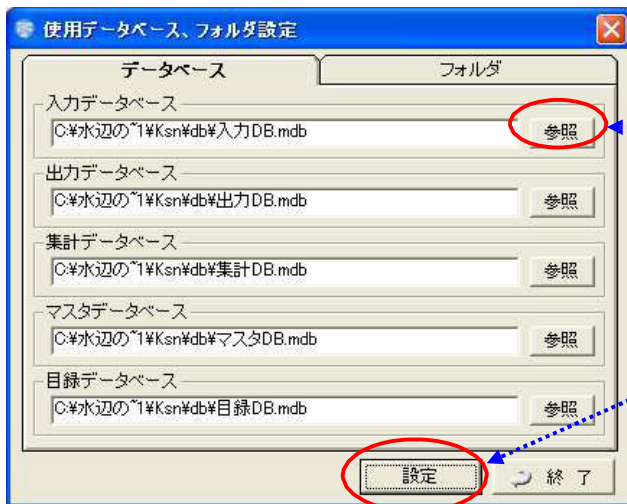 使用データベース、フォルダ設定
データベース
フォルダ
入力データベース
C:¥水辺の~1¥Ksn¥db¥入力DB.mdb
参照
出力データベース
C:¥水辺の~1¥Ksn¥db¥出力DB.mdb
参照
集計データベース
C:¥水辺の~1¥Ksn¥db¥集計DB.mdb
参照
マスタデータベース
C:¥水辺の~1¥Ksn¥db¥マスタDB.mdb
参照
目録データベース
C:¥水辺の~1¥Ksn¥db¥目録DB.mdb
参照
設定
終 了